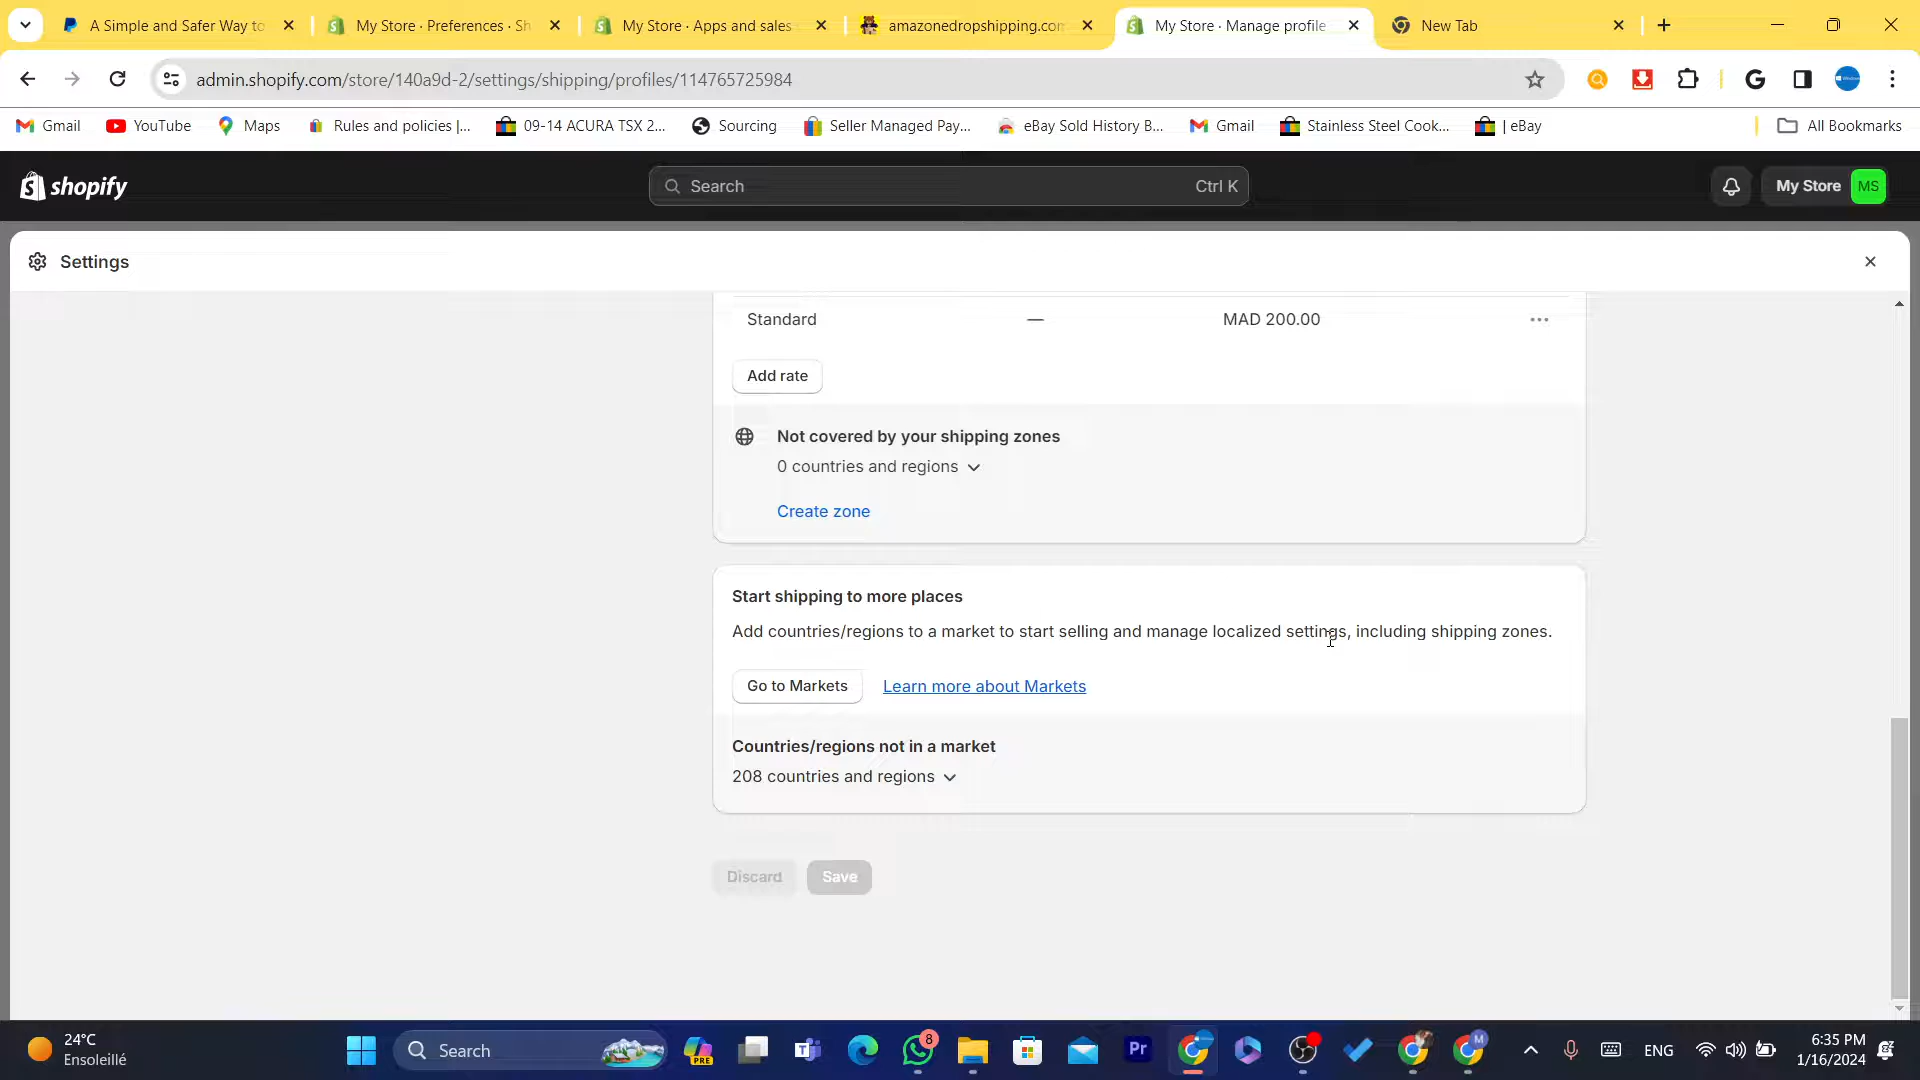 A Simple and Safer Way to
My Store · Preferences · Sh
My Store · Apps and sales
amazonedropshipping.com
My Store · Manage profile
New Tab
admin.shopify.com/store/140a9d-2/settings/shipping/profiles/114765725984
Gmail
YouTube
Maps
Rules and policies |...
09-14 ACURA TSX 2...
Sourcing
Seller Managed Pay...
eBay Sold History B...
Gmail
Stainless Steel Cook...
| eBay
All Bookmarks
shopify
Search
Ctrl K
My Store
MS
Settings
Standard
—
MAD 200.00
Add rate
Not covered by your shipping zones
0 countries and regions
Create zone
Start shipping to more places
Add countries/regions to a market to start selling and manage localized settings, including shipping zones.
Go to Markets
Learn more about Markets
Countries/regions not in a market
208 countries and regions
Discard
Save
24°C
Ensoleillé
Search
PRE
8
Pr
M
ENG
6:35 PM
1/16/2024